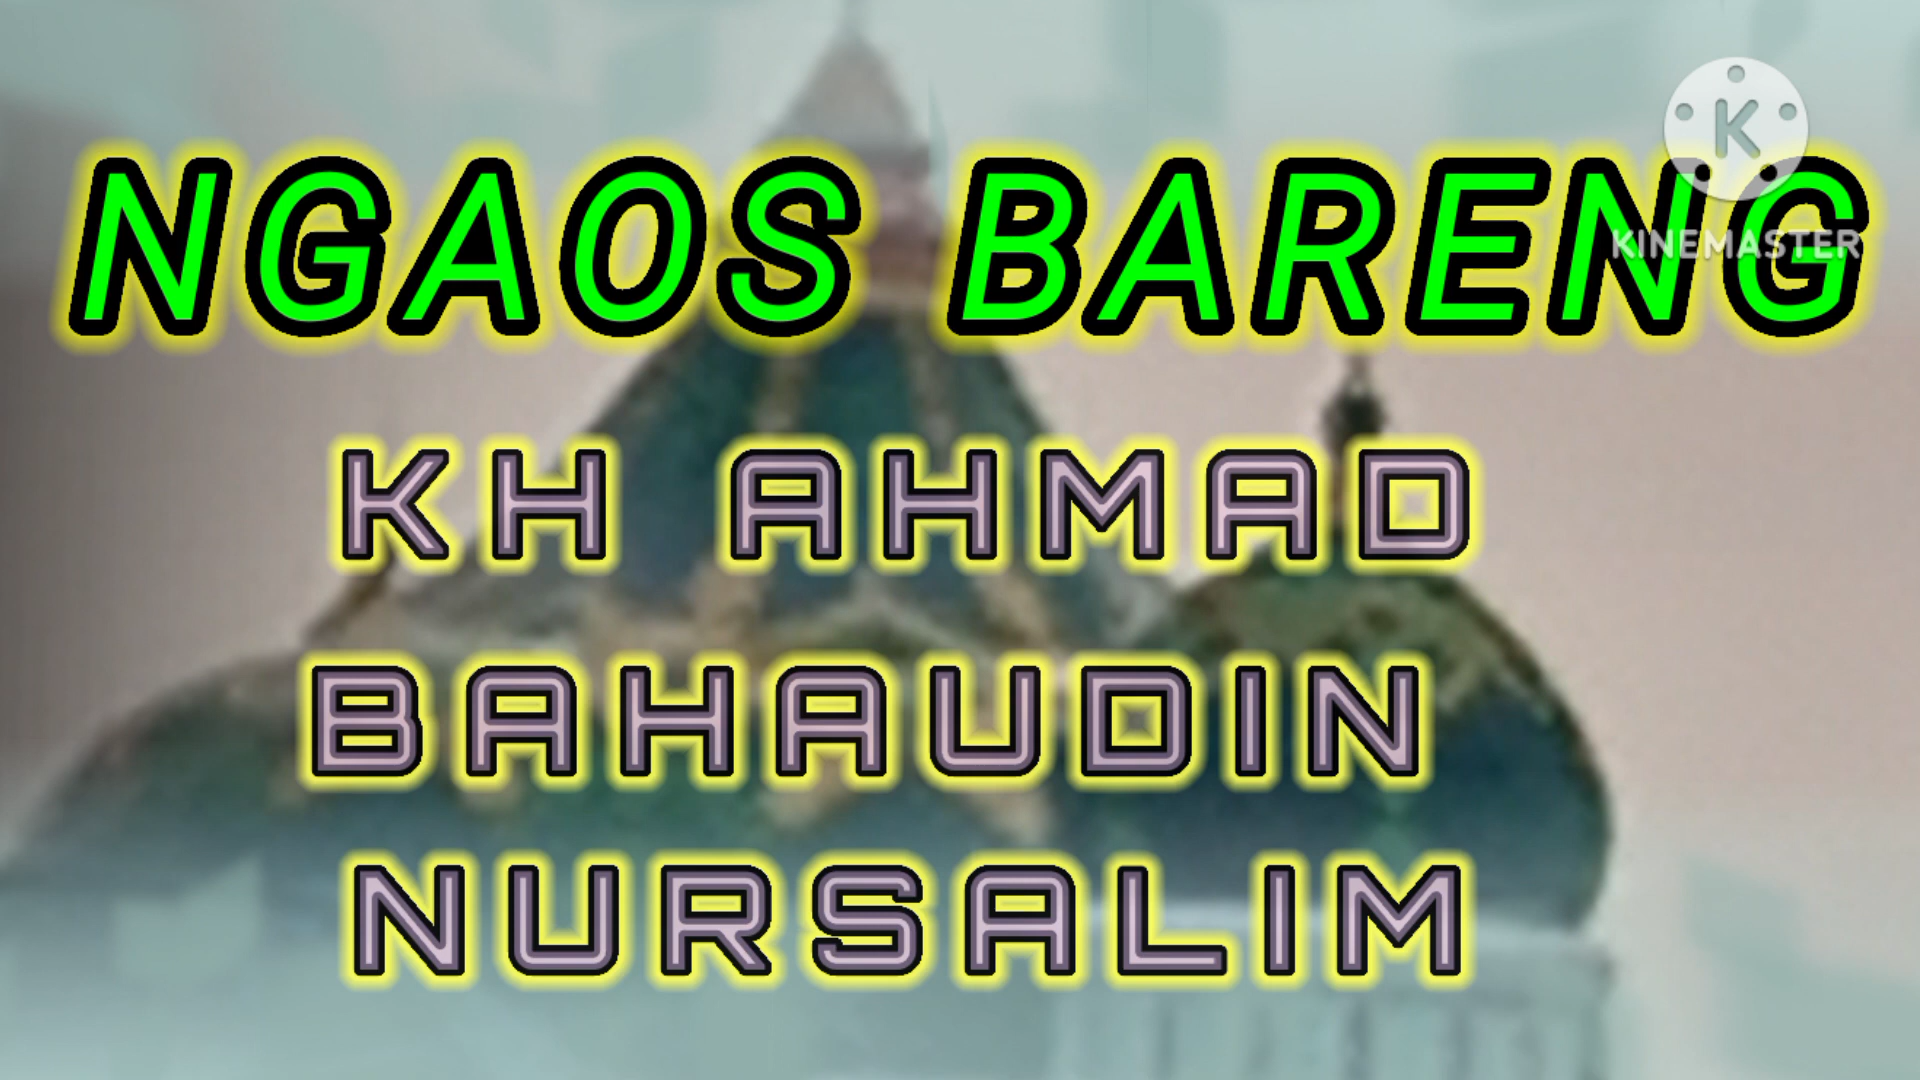 NGAOS BARENG
K
KINEMASTER
KH AHMAD
BAHAUDIN
NURSALIM